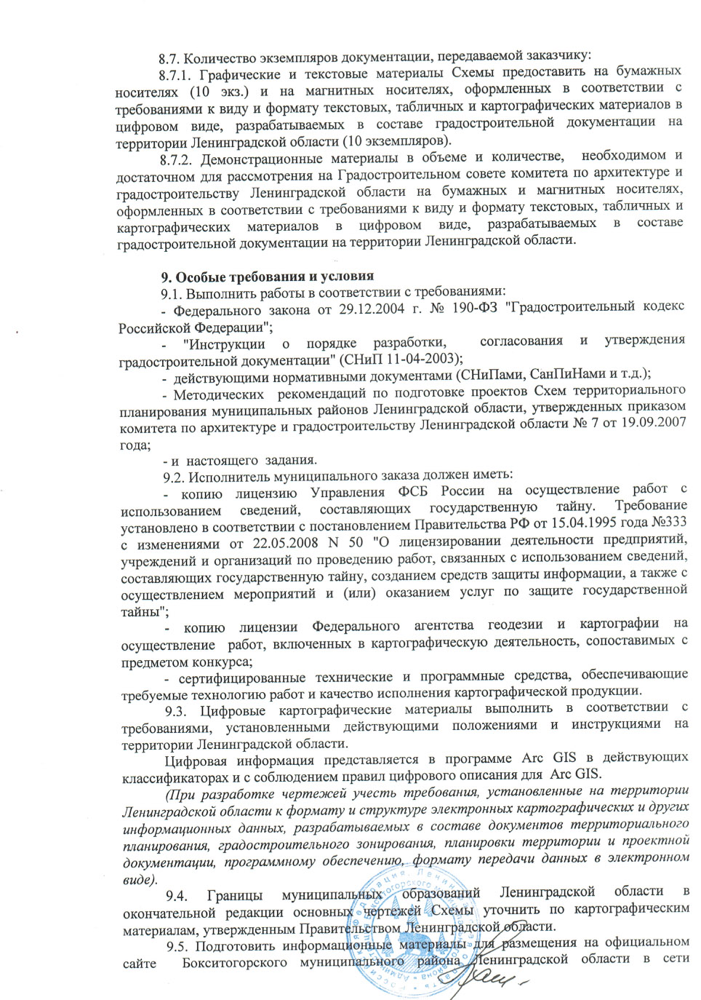 8.7. Количество экземпляров документации, передаваемой заказчику:
8.7.1. Графические и текстовые материалы Схемы предоставить на бумажных
носителях (10 экз.) и на магнитных носителях, оформленных в соответствии с
требованиями к виду и формату текстовых, табличных и картографических материалов в
цифровом виде, разрабатываемых в составе градостроительной документации на
территории Ленинградской области (10 экземпляров).
8.7.2. Демонстрационные материалы в объеме и количестве, необходимом и
достаточном для рассмотрения на Градостроительном совете комитета по архитектуре и
градостроительству Ленинградской области на бумажных и магнитных носителях,
оформленных в соответствии с требованиями к виду и формату текстовых, табличных и
картографических материалов в цифровом виде, разрабатываемых в составе
градостроительной документации на территории Ленинградской области.
9. Особые требования и условия
9.1. Выполнить работы в соответствии с требованиями:
- Федерального закона от 29.12.2004 г. № 190-ФЗ "Градостроительный кодекс
Российской Федерации";
- "Инструкции о порядке разработки, согласования и утверждения
градостроительной документации" (СНиП 11-04-2003);
- действующими нормативными документами (СНиПами, СанПиНами и т.д.);
- Методических рекомендаций по подготовке проектов Схем территориального
планирования муниципальных районов Ленинградской области, утвержденных приказом
комитета по архитектуре и градостроительству Ленинградской области № 7 от 19.09.2007
года;
- и настоящего задания.
9.2. Исполнитель муниципального заказа должен иметь:
- копию лицензию Управления ФСБ России на осуществление работ с
использованием сведений, составляющих государственную тайну. Требование
установлено в соответствии с постановлением Правительства РФ от 15.04.1995 года №333
с изменениями от 22.05.2008 N 50 "О лицензировании деятельности предприятий,
учреждений и организаций по проведению работ, связанных с использованием сведений,
составляющих государственную тайну, созданием средств защиты информации, а также с
осуществлением мероприятий и (или) оказанием услуг по защите государственной
тайны";
- копию лицензии Федерального агентства геодезии и картографии на
осуществление работ, включенных в картографическую деятельность, сопоставимых с
предметом конкурса;
- сертифицированные технические и программные средства, обеспечивающие
требуемые технологию работ и качество исполнения картографической продукции.
9.3. Цифровые картографические материалы выполнить в соответствии с
требованиями, установленными действующими положениями и инструкциями на
территории Ленинградской области.
Цифровая информация представляется в программе Arc GIS в действующих
классификаторах и с соблюдением правил цифрового описания для Arc GIS.
(При разработке чертежей учесть требования, установленные на территории
Ленинградской области к формату и структуре электронных картографических и других
информационных данных, разрабатываемых в составе документов территориального
планирования, градостроительного зонирования, планировки территории и проектной
документации, программному обеспечению, формату передачи данных в электронном
виде).
9.4. Границы муниципальных образований Ленинградской области в
окончательной редакции основных чертежей Схемы уточнить по картографическим
материалам, утвержденным Правительством Ленинградской области.
9.5. Подготовить информационные материалы для размещения на официальном
сайте Бокситогорского муниципального района Ленинградской области в сети